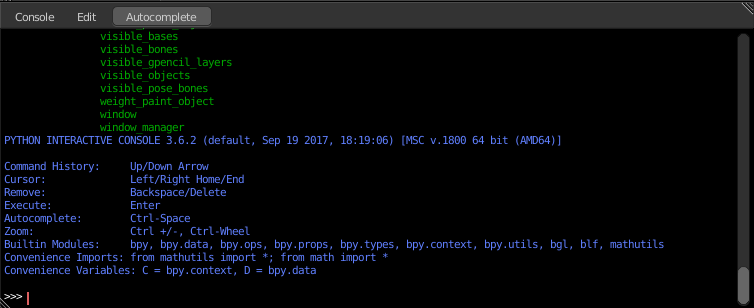 Console Edit Autocomplete
visible_bases
visible_bones
visible_gpencil_layers
visible_objects
visible_pose_bones
weight_paint_object
window
window_manager
PYTHON INTERACTIVE CONSOLE 3.6.2 (default, Sep 19 2017, 18:19:06) [MSC v.1800 64 bit (AMD64)]
Command History: Up/Down Arrow
Cursor: Left/Right Home/End
Remove: Backspace/Delete
Execute: Enter
Autocomplete: Ctrl-Space
Zoom: Ctrl +/-, Ctrl-Wheel
Builtin Modules: bpy, bpy.data, bpy.ops, bpy.props, bpy.types, bpy.context, bpy.utils, bgl, blf, mathutils
Convenience Imports: from mathutils import *; from math import *
Convenience Variables: C = bpy.context, D = bpy.data
>>>